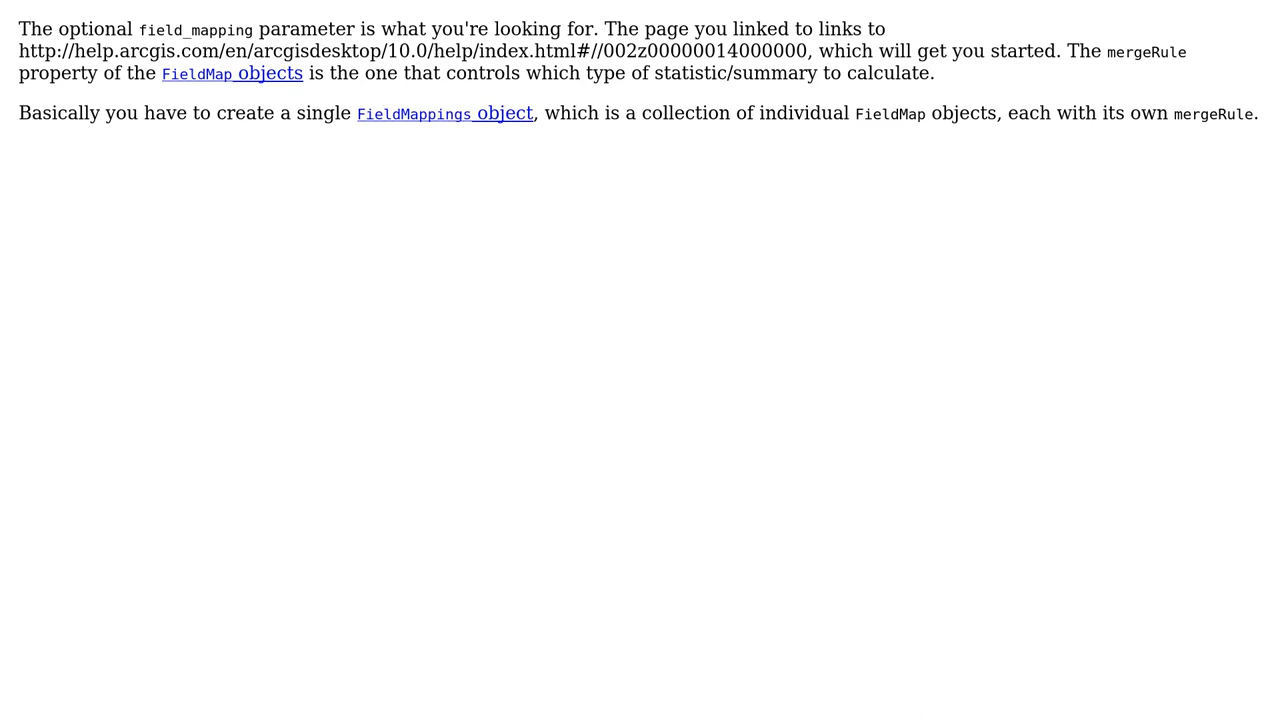 The optional field_mapping parameter is what you're looking for. The page you linked to links to
http://help.arcgis.com/en/arcgisdesktop/10.0/help/index.html#//002z00000014000000, which will get you started. The mergeRule
property of the FieldMap objects is the one that controls which type of statistic/summary to calculate.
Basically you have to create a single FieldMappings object, which is a collection of individual FieldMap objects, each with its own mergeRule.